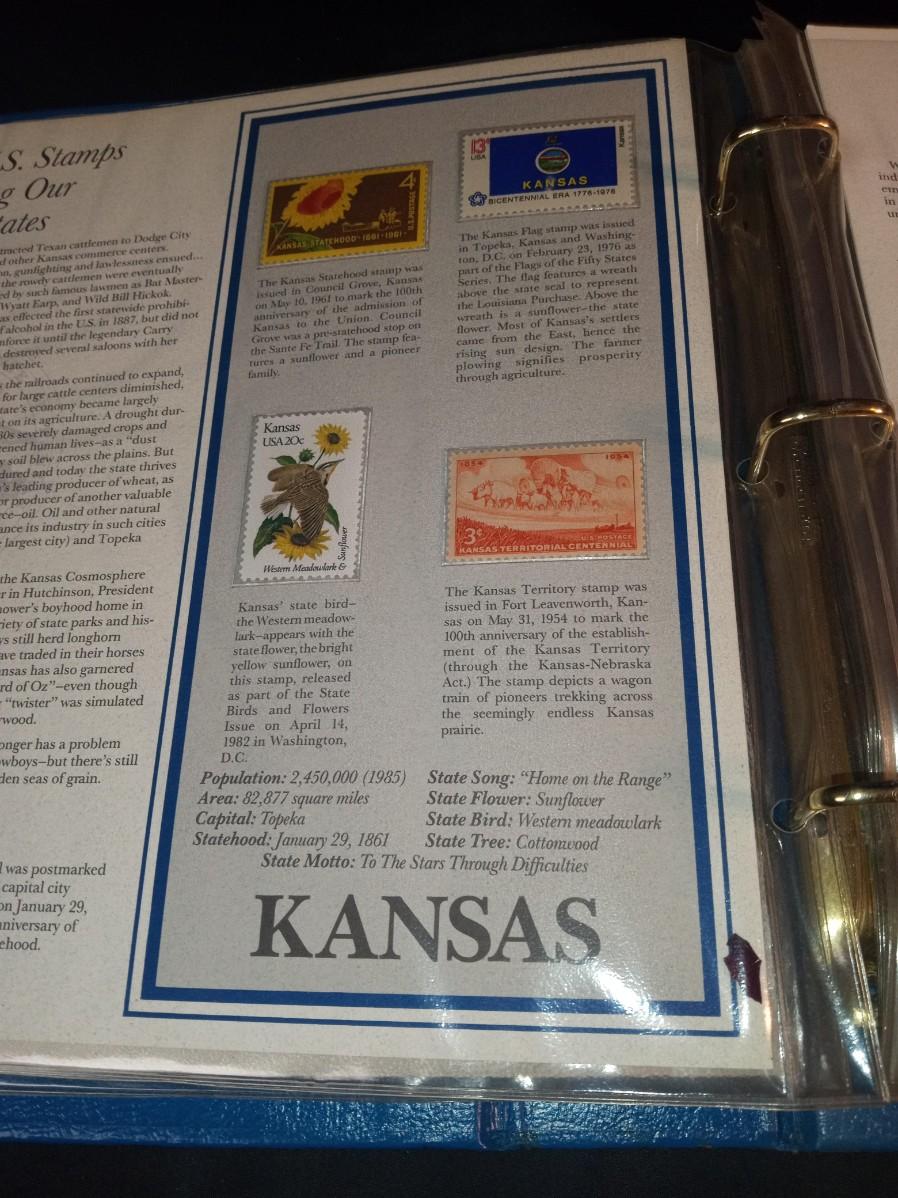 .S. Stamps
g Our
tates
tracted Texan cattlemen to Dodge City
d other Kansas commerce centers.
on, gunfighting and lawlessness ensued...
the rowdy cattlemen were eventually
ed by such famous lawmen as Bat Master-
Wyatt Earp, and Wild Bill Hickok.
as effected the first statewide prohibi-
f alcohol in the U.S. in 1887, but did not
nforce it until the legendary Carry
destroyed several saloons with her
hatchet.
s the railroads continued to expand,
for large cattle centers diminished,
tate's economy became largely
t on its agriculture. A drought dur-
30s severely damaged crops and
tened human lives—as a "dust
y soil blew across the plains. But
dured and today the state thrives
n's leading producer of wheat, as
or producer of another valuable
rce—oil. Oil and other natural
ance its industry in such cities
e largest city) and Topeka
the Kansas Cosmosphere
r in Hutchinson, President
hower's boyhood home in
riety of state parks and his-
ys still herd longhorn
ave traded in their horses
nsas has also garnered
rd of Oz"—even though
"twister" was simulated
ywood.
onger has a problem
owboys—but there's still
den seas of grain.
l was postmarked
capital city
on January 29,
nniversary of
ehood.
4¢
U.S. POSTAGE
KANSAS STATEHOOD · 1861-1961
The Kansas Statehood stamp was
issued in Council Grove, Kansas
on May 10, 1961 to mark the 100th
anniversary of the admission of
Kansas to the Union. Council
Grove was a pre-statehood stop on
the Sante Fe Trail. The stamp fea-
tures a sunflower and a pioneer
family.
13¢
USA
Kansas
KANSAS
BICENTENNIAL ERA 1776-1976
The Kansas Flag stamp was issued
in Topeka, Kansas and Washing-
ton, D.C. on February 23, 1976 as
part of the Flags of the Fifty States
Series. The flag features a wreath
above the state seal to represent
the Louisiana Purchase. Above the
wreath is a sunflower—the state
flower. Most of Kansas's settlers
came from the East, hence the
rising sun design. The farmer
plowing signifies prosperity
through agriculture.
Kansas
USA 20c
Western Meadowlark &
Sunflower
Kansas' state bird—
the Western meadow-
lark—appears with the
state flower, the bright
yellow sunflower, on
this stamp, released
as part of the State
Birds and Flowers
Issue on April 14,
1982 in Washington,
D.C.
1854 1954
3¢
U.S. POSTAGE
KANSAS TERRITORIAL CENTENNIAL
The Kansas Territory stamp was
issued in Fort Leavenworth, Kan-
sas on May 31, 1954 to mark the
100th anniversary of the establish-
ment of the Kansas Territory
(through the Kansas-Nebraska
Act.) The stamp depicts a wagon
train of pioneers trekking across
the seemingly endless Kansas
prairie.
Population: 2,450,000 (1985)
Area: 82,877 square miles
Capital: Topeka
Statehood: January 29, 1861
State Song: "Home on the Range"
State Flower: Sunflower
State Bird: Western meadowlark
State Tree: Cottonwood
State Motto: To The Stars Through Difficulties
KANSAS
W
ind
em
in
un